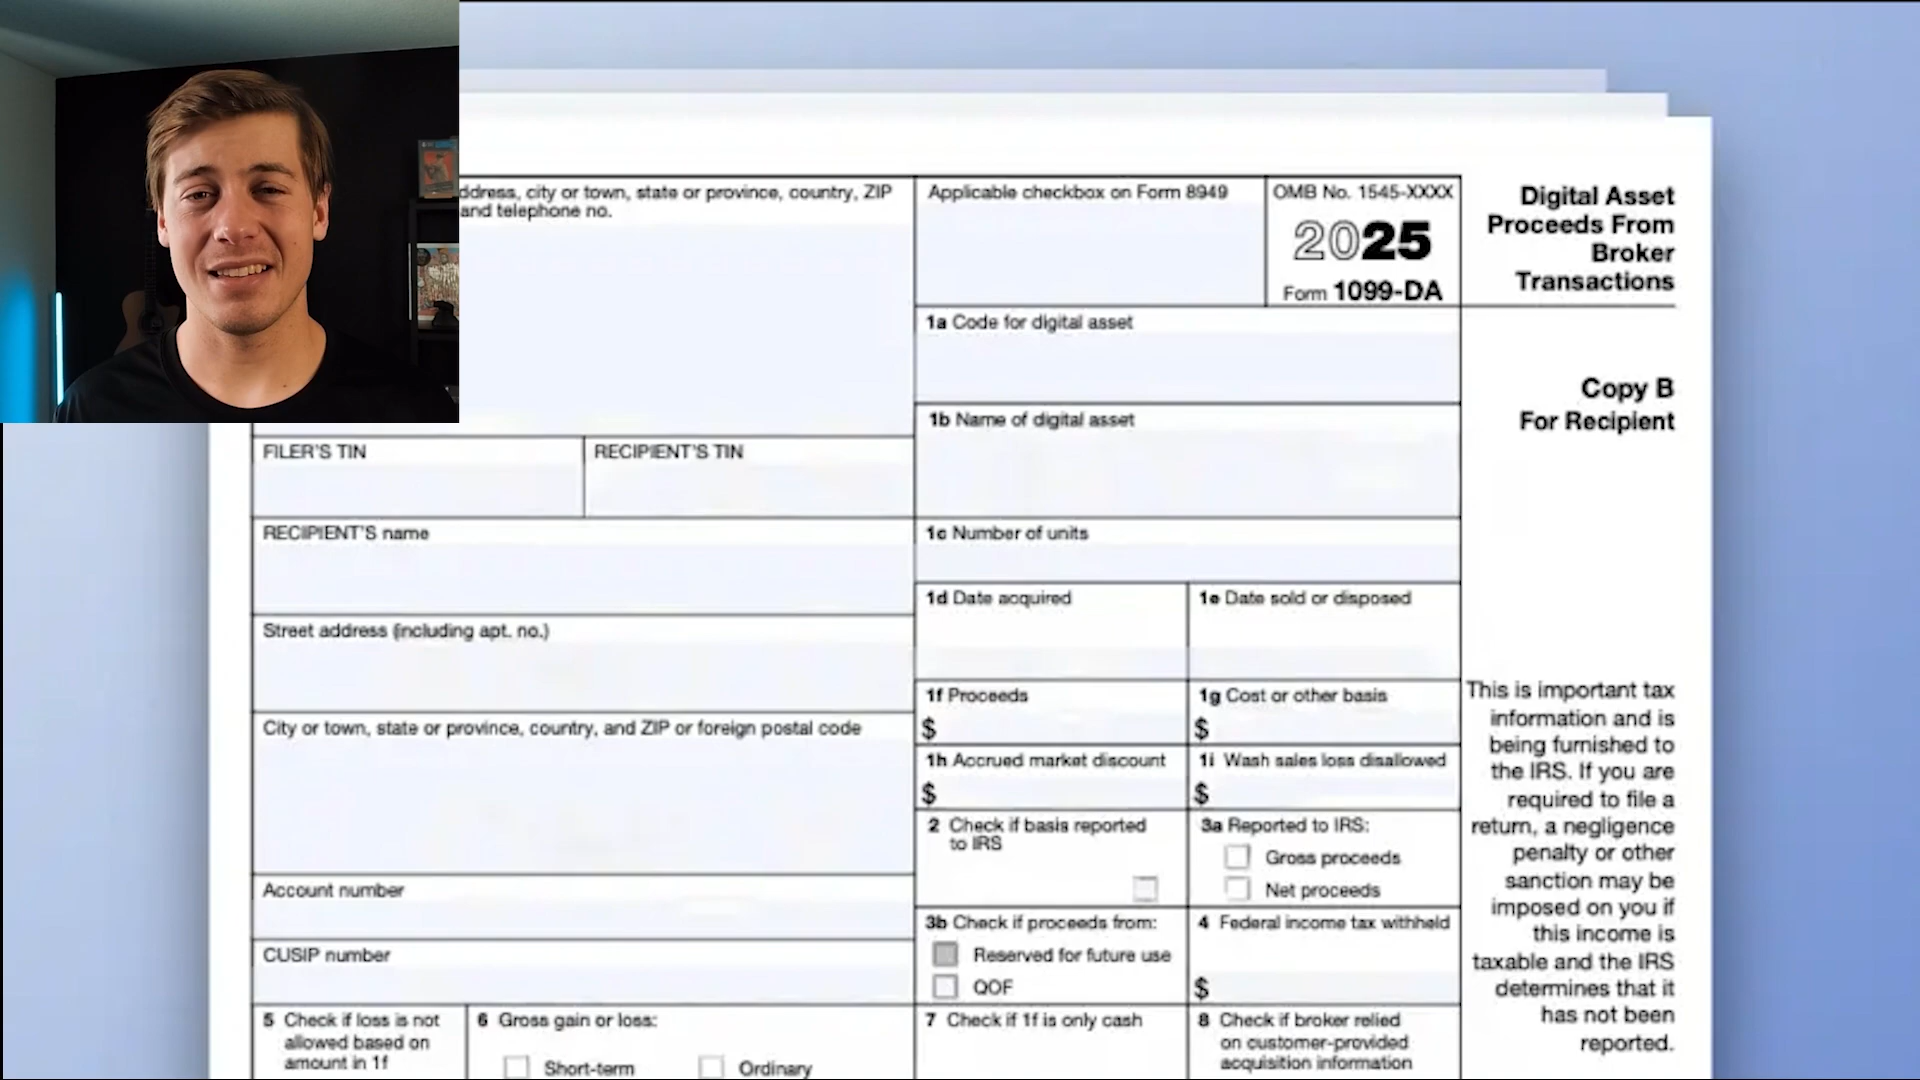 ddress, city or town, state or province, country, ZIP
and telephone no.
Applicable checkbox on Form 8949
OMB No. 1545-XXXX
2025
Form 1099-DA
Digital Asset
Proceeds From
Broker
Transactions
1a Code for digital asset
Copy B
For Recipient
1b Name of digital asset
FILER'S TIN
RECIPIENT'S TIN
RECIPIENT'S name
1c Number of units
Street address (including apt. no.)
1d Date acquired
1e Date sold or disposed
1f Proceeds
$
1g Cost or other basis
$
City or town, state or province, country, and ZIP or foreign postal code
1h Accrued market discount
$
1i Wash sales loss disallowed
$
2 Check if basis reported
to IRS
3a Reported to IRS:
Gross proceeds
Net proceeds
Account number
CUSIP number
3b Check if proceeds from:
Reserved for future use
QOF
4 Federal income tax withheld
$
This is important tax
information and is
being furnished to
the IRS. If you are
required to file a
return, a negligence
penalty or other
sanction may be
imposed on you if
this income is
taxable and the IRS
determines that it
has not been
reported.
5 Check if loss is not
allowed based on
amount in 1f
6 Gross gain or loss:
Short-term
Ordinary
7 Check if 1f is only cash
8 Check if broker relied
on customer-provided
acquisition information